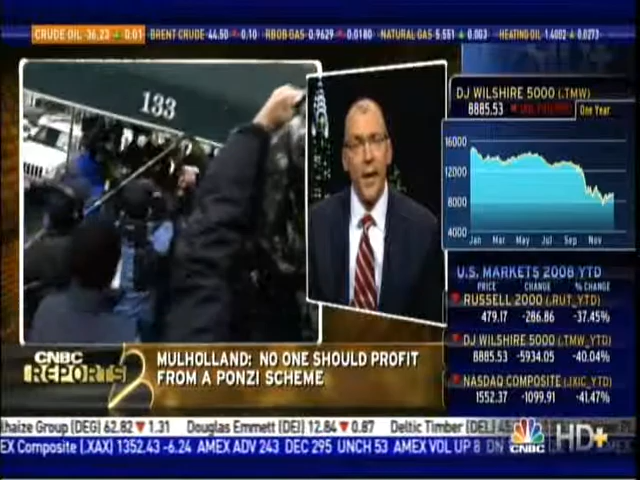 CRUDE OIL 36.23 0.01 BRENT CRUDE 44.50 0.10 RBOB GAS 0.9629 0.0180 NATURAL GAS 5.551 0.003 HEATING OIL 1.4002 0.0273
133
DJ WILSHIRE 5000 (.TMW)
8885.53
One Year
16000
12000
8000
4000
Jan Mar May Jul Sep Nov
U.S. MARKETS 2008 YTD
PRICE CHANGE % CHANGE
RUSSELL 2000 (.RUT_YTD)
479.17 -286.86 -37.45%
DJ WILSHIRE 5000 (.TMW_YTD)
8885.53 -5934.05 -40.04%
NASDAQ COMPOSITE (.IXIC_YTD)
1552.37 -1099.91 -41.47%
CNBC
REPORTS
2
MULHOLLAND: NO ONE SHOULD PROFIT
FROM A PONZI SCHEME
lhaize Group (DEG) 62.82 1.31 Douglas Emmett (DEI) 12.84 0.87 Deltic Timber (DEL)
EX Composite (.XAX) 1352.43 -6.24 AMEX ADV 243 DEC 295 UNCH 53 AMEX VOL UP 8 DN
CNBC HD+